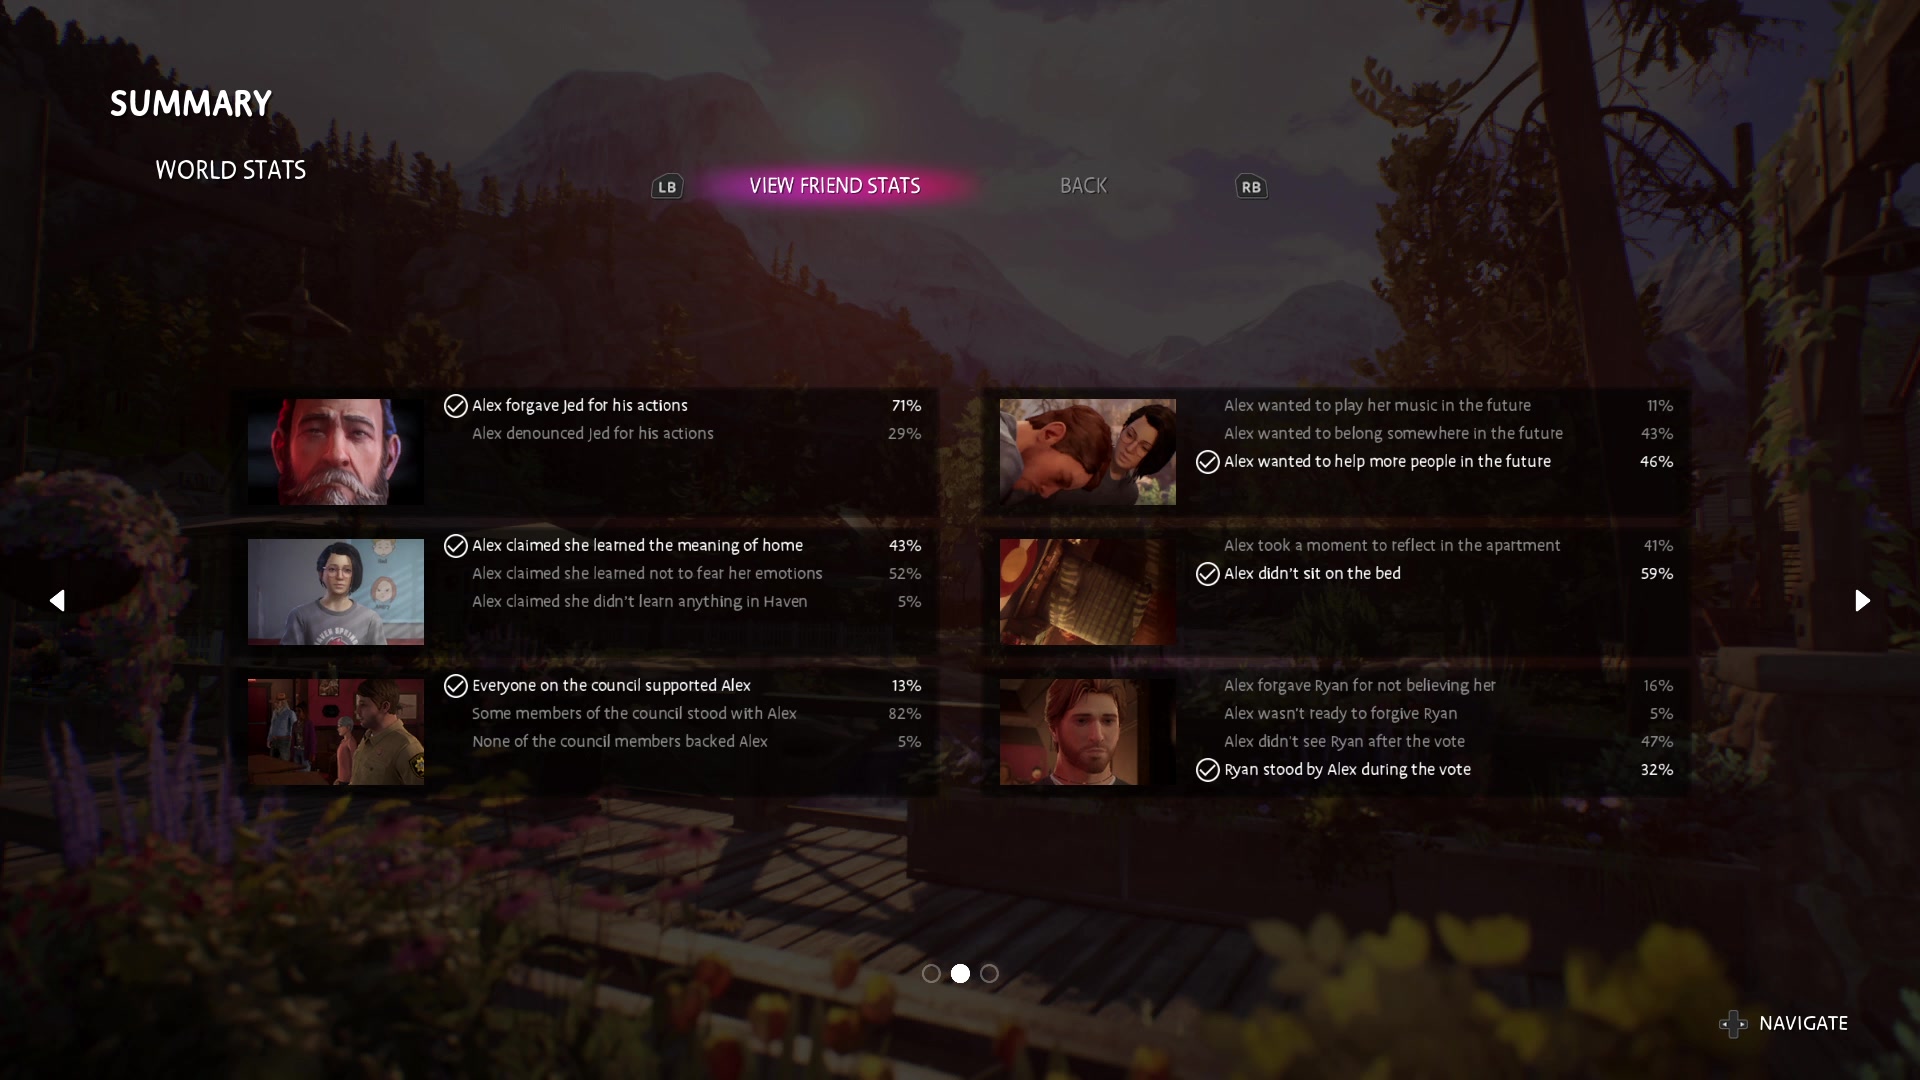 SUMMARY
WORLD STATS
LB
VIEW FRIEND STATS
BACK
RB
Alex forgave Jed for his actions 71%
Alex denounced Jed for his actions 29%
Alex claimed she learned the meaning of home 43%
Alex claimed she learned not to fear her emotions 52%
Alex claimed she didn't learn anything in Haven 5%
Everyone on the council supported Alex 13%
Some members of the council stood with Alex 82%
None of the council members backed Alex 5%
Alex wanted to play her music in the future 11%
Alex wanted to belong somewhere in the future 43%
Alex wanted to help more people in the future 46%
Alex took a moment to reflect in the apartment 41%
Alex didn't sit on the bed 59%
Alex forgave Ryan for not believing her 16%
Alex wasn't ready to forgive Ryan 5%
Alex didn't see Ryan after the vote 47%
Ryan stood by Alex during the vote 32%
NAVIGATE